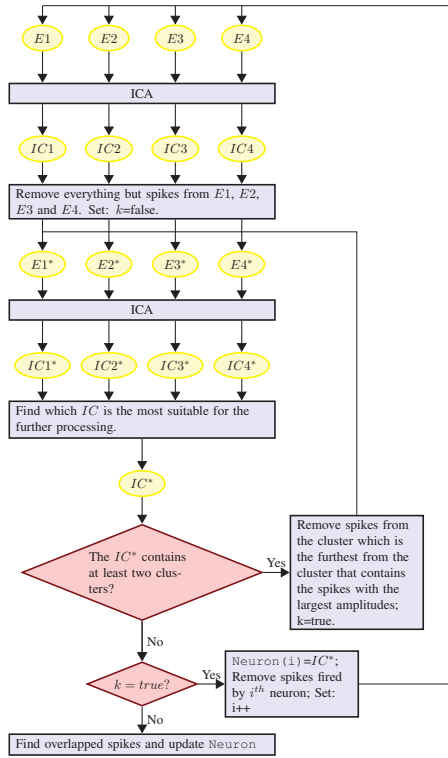 E1 E2 E3 E4
ICA
IC1 IC2 IC3 IC4
Remove everything but spikes from E1, E2,
E3 and E4. Set: k=false.
E1* E2* E3* E4*
ICA
IC1* IC2* IC3* IC4*
Find which IC is the most suitable for the
further processing.
IC*
The IC* contains
at least two clus-
ters?
Yes
Remove spikes from
the cluster which is
the furthest from the
cluster that contains
the spikes with the
largest amplitudes;
k=true.
No
k = true?
Yes
Neuron(i)=IC*;
Remove spikes fired
by i^th neuron; Set:
i++
No
Find overlapped spikes and update Neuron